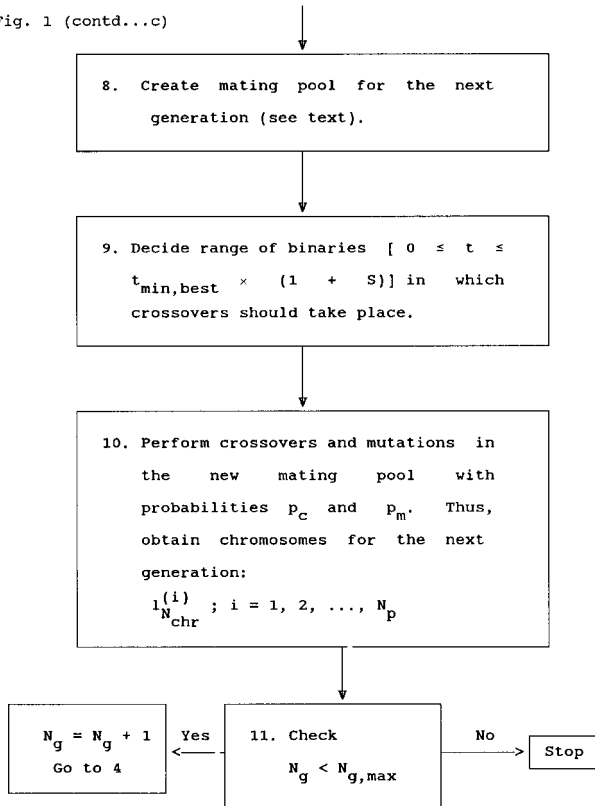 Fig. 1 (contd...c)
8. Create mating pool for the next
generation (see text).
9. Decide range of binaries [ 0 ≤ t ≤
t_min,best × (1 + S)] in which
crossovers should take place.
10. Perform crossovers and mutations in
the new mating pool with
probabilities p_c and p_m. Thus,
obtain chromosomes for the next
generation:
l_N_chr^(i) ; i = 1, 2, ..., N_p
N_g = N_g + 1
Go to 4
Yes
11. Check
N_g < N_g,max
No
Stop